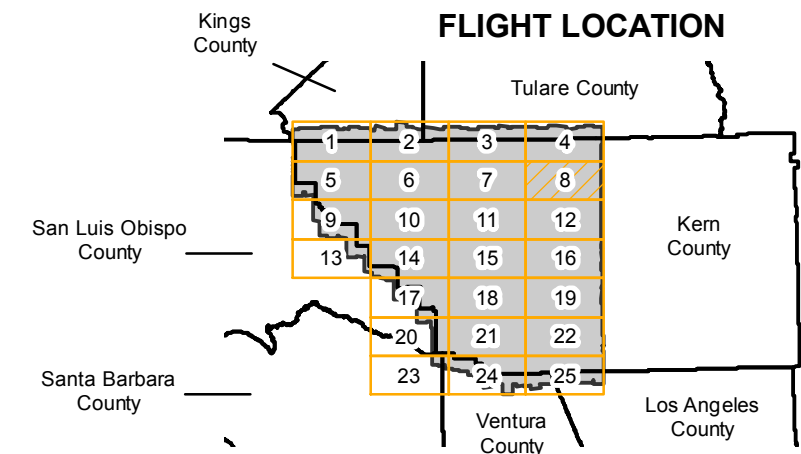 Kings
County
FLIGHT LOCATION
Tulare County
1 2 3 4
5 6 7 8
San Luis Obispo
County
9 10 11 12
Kern
County
13 14 15 16
17 18 19
20 21 22
Santa Barbara
County
23 24 25
Ventura
County
Los Angeles
County